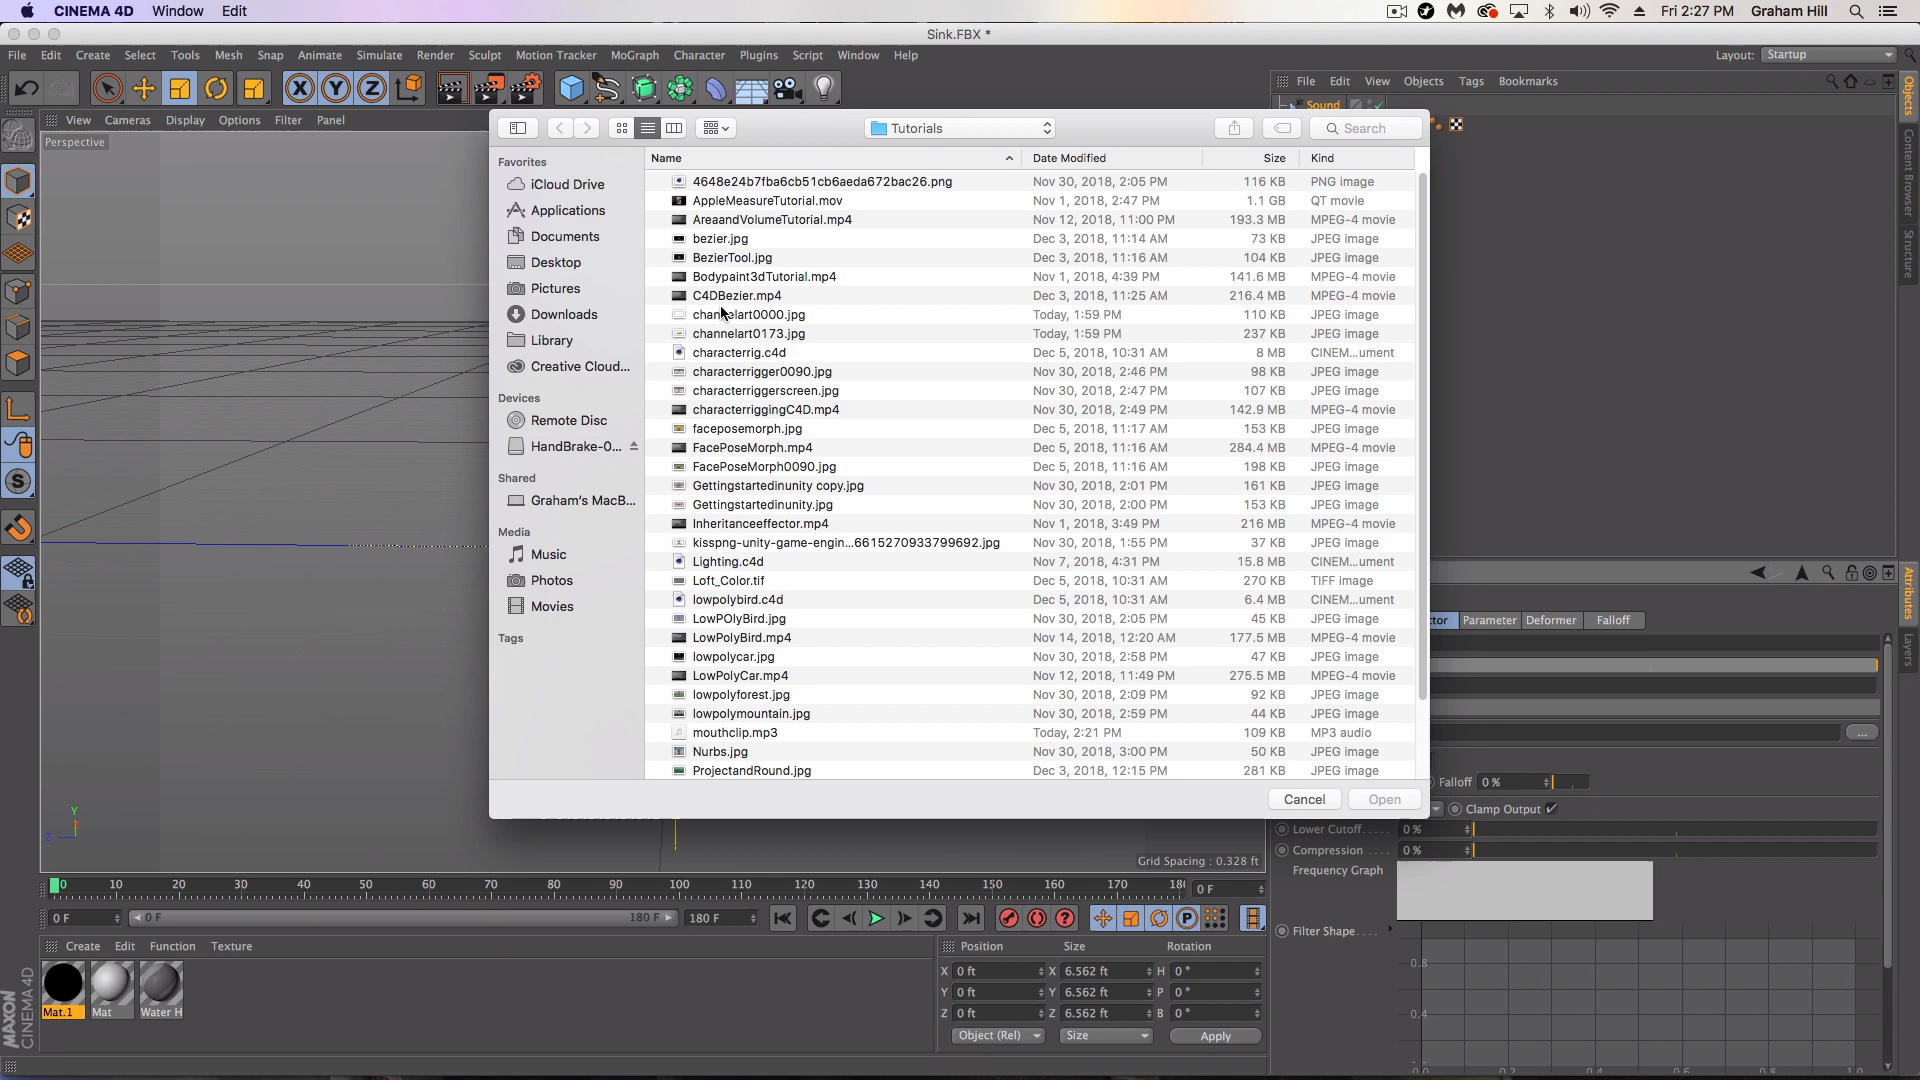 CINEMA 4D Window Edit Fri 2:27 PM Graham Hill
Sink.FBX *
File Edit Create Select Tools Mesh Snap Animate Simulate Render Sculpt Motion Tracker MoGraph Character Plugins Script Window Help Layout: Startup
X Y Z
File Edit View Objects Tags Bookmarks
Sound
View Cameras Display Options Filter Panel
Perspective
Tutorials
Search
Favorites
iCloud Drive
Applications
Documents
Desktop
Pictures
Downloads
Library
Creative Cloud...
Devices
Remote Disc
HandBrake-0...
Shared
Graham's MacB...
Media
Music
Photos
Movies
Tags
Name Date Modified Size Kind
4648e24b7fba6cb51cb6aeda672bac26.png Nov 30, 2018, 2:05 PM 116 KB PNG image
AppleMeasureTutorial.mov Nov 1, 2018, 2:47 PM 1.1 GB QT movie
AreaandVolumeTutorial.mp4 Nov 12, 2018, 11:00 PM 193.3 MB MPEG-4 movie
bezier.jpg Dec 3, 2018, 11:14 AM 73 KB JPEG image
BezierTool.jpg Dec 3, 2018, 11:16 AM 104 KB JPEG image
Bodypaint3dTutorial.mp4 Nov 1, 2018, 4:39 PM 141.6 MB MPEG-4 movie
C4DBezier.mp4 Dec 3, 2018, 11:25 AM 216.4 MB MPEG-4 movie
channelart0000.jpg Today, 1:59 PM 110 KB JPEG image
channelart0173.jpg Today, 1:59 PM 237 KB JPEG image
characterrig.c4d Dec 5, 2018, 10:31 AM 8 MB CINEM...ument
characterrigger0090.jpg Nov 30, 2018, 2:46 PM 98 KB JPEG image
characterriggerscreen.jpg Nov 30, 2018, 2:47 PM 107 KB JPEG image
characterriggingC4D.mp4 Nov 30, 2018, 2:49 PM 142.9 MB MPEG-4 movie
faceposemorph.jpg Dec 5, 2018, 11:17 AM 153 KB JPEG image
FacePoseMorph.mp4 Dec 5, 2018, 11:16 AM 284.4 MB MPEG-4 movie
FacePoseMorph0090.jpg Dec 5, 2018, 11:16 AM 198 KB JPEG image
Gettingstartedinunity copy.jpg Nov 30, 2018, 2:01 PM 161 KB JPEG image
Gettingstartedinunity.jpg Nov 30, 2018, 2:00 PM 153 KB JPEG image
Inheritanceeffector.mp4 Nov 1, 2018, 3:49 PM 216 MB MPEG-4 movie
kisspng-unity-game-engin...6615270933799692.jpg Nov 30, 2018, 1:55 PM 37 KB JPEG image
Lighting.c4d Nov 7, 2018, 4:31 PM 15.8 MB CINEM...ument
Loft_Color.tif Dec 5, 2018, 10:31 AM 270 KB TIFF image
lowpolybird.c4d Dec 5, 2018, 10:31 AM 6.4 MB CINEM...ument
LowPOlyBird.jpg Nov 30, 2018, 2:05 PM 45 KB JPEG image
LowPolyBird.mp4 Nov 14, 2018, 12:20 AM 177.5 MB MPEG-4 movie
lowpolycar.jpg Nov 30, 2018, 2:58 PM 47 KB JPEG image
LowPolyCar.mp4 Nov 12, 2018, 11:49 PM 275.5 MB MPEG-4 movie
lowpolyforest.jpg Nov 30, 2018, 2:09 PM 92 KB JPEG image
lowpolymountain.jpg Nov 30, 2018, 2:59 PM 44 KB JPEG image
mouthclip.mp3 Today, 2:21 PM 109 KB MP3 audio
Nurbs.jpg Nov 30, 2018, 3:00 PM 50 KB JPEG image
ProjectandRound.jpg Dec 3, 2018, 12:15 PM 281 KB JPEG image
Cancel Open
Objects
Content Browser
Structure
Attributes
Layers
Parameter Deformer Falloff
...
Falloff 0 %
Clamp Output
Lower Cutoff..... 0 %
Compression .... 0 %
Frequency Graph
Filter Shape....
0.8
0.4
0.0 0.2 0.4 0.6 0.8 1.0
Y
Z
Grid Spacing : 0.328 ft
0 10 20 30 40 50 60 70 80 90 100 110 120 130 140 150 160 170 0 F
0 F 0 F 180 F 180 F
Create Edit Function Texture
Mat.1 Mat Water H
MAXON CINEMA 4D
Position Size Rotation
X 0 ft X 6.562 ft H 0 °
Y 0 ft Y 6.562 ft P 0 °
Z 0 ft Z 6.562 ft B 0 °
Object (Rel) Size Apply